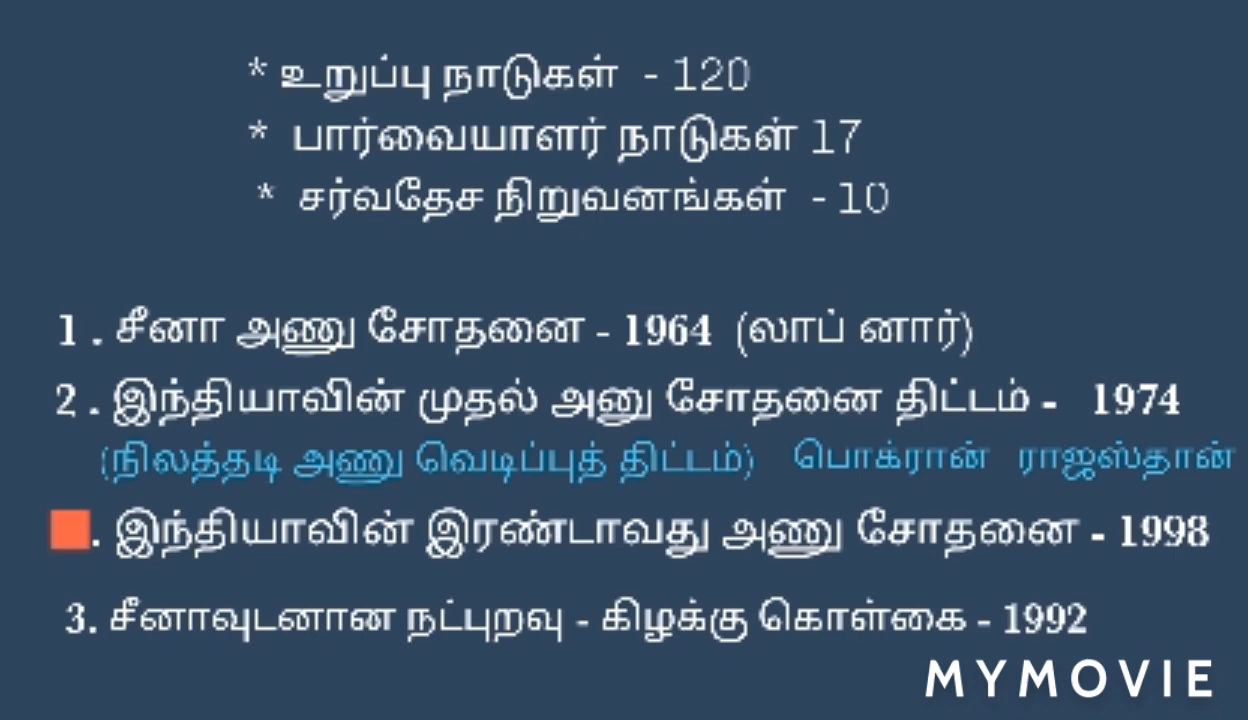 * உறுப்பு நாடுகள் - 120
* பார்வையாளர் நாடுகள் 17
* சர்வதேச நிறுவனங்கள் - 10
1 . சீனா அணு சோதனை - 1964 (லாப் னார்)
2 . இந்தியாவின் முதல் அனு சோதனை திட்டம் - 1974
(நிலத்தடி அணு வெடிப்புத் திட்டம்) பொக்ரான் ராஜஸ்தான்
. இந்தியாவின் இரண்டாவது அணு சோதனை - 1998
3. சீனாவுடனான நட்புறவு - கிழக்கு கொள்கை - 1992
MYMOVIE